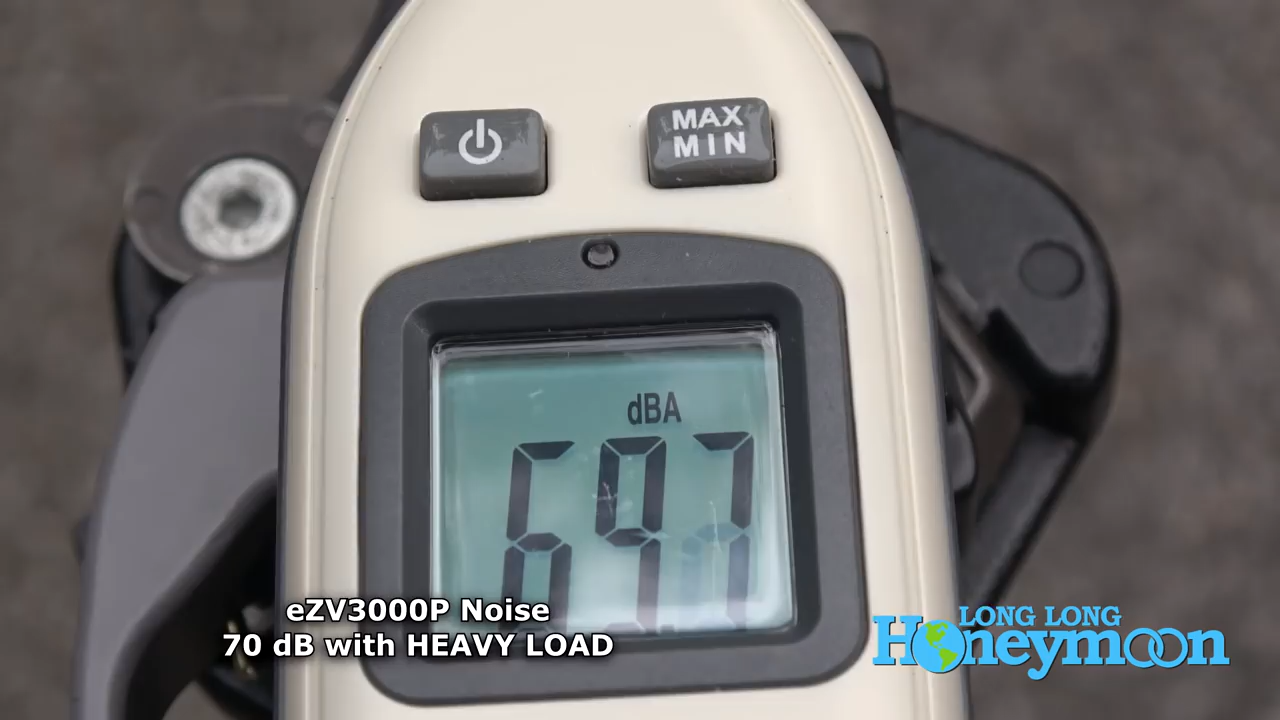 MAX
MIN
dBA
69.7
eZV3000P Noise
70 dB with HEAVY LOAD
LONG LONG
Honeymoon